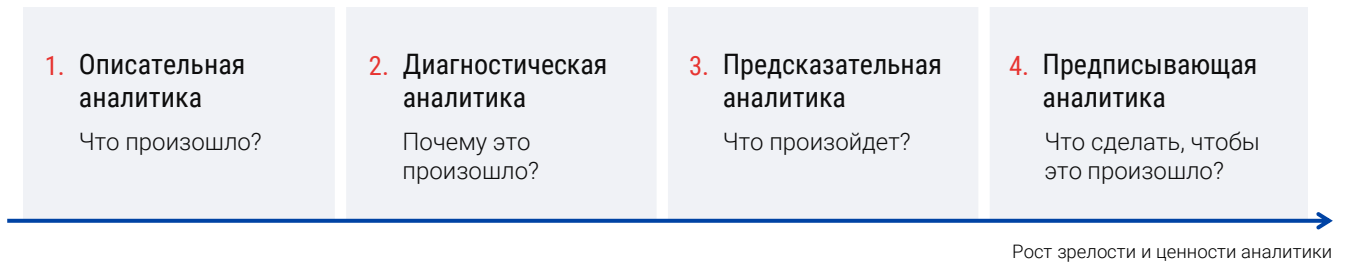 1. Описательная
аналитика
Что произошло?
2. Диагностическая
аналитика
Почему это
произошло?
3. Предсказательная
аналитика
Что произойдет?
4. Предписывающая
аналитика
Что сделать, чтобы
это произошло?
Рост зрелости и ценности аналитики